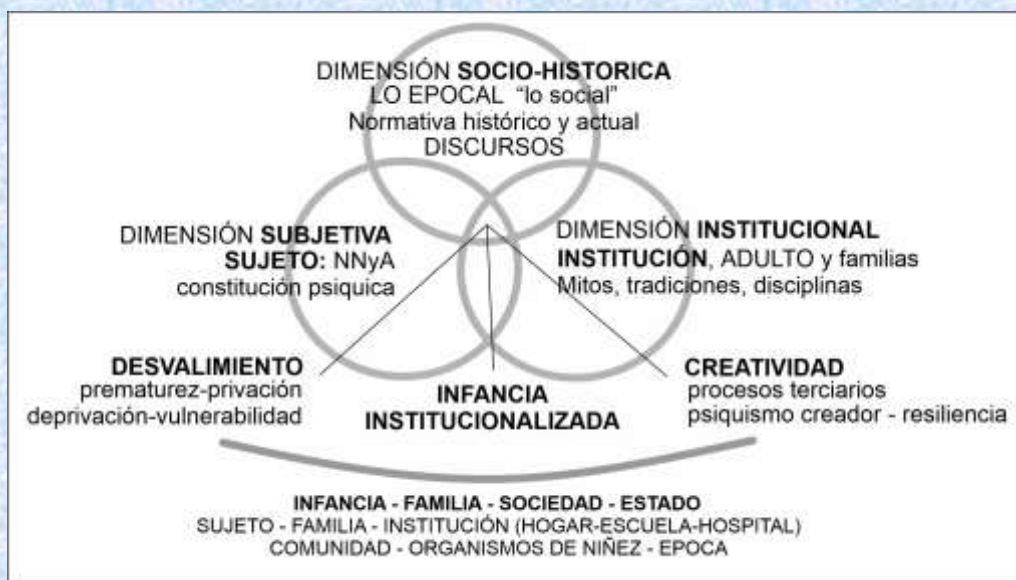 DIMENSIÓN SOCIO-HISTORICA
LO EPOCAL "lo social"
Normativa histórico y actual
DISCURSOS
DIMENSIÓN SUBJETIVA
SUJETO: NNyA
constitución psiquica
DIMENSIÓN INSTITUCIONAL
INSTITUCIÓN, ADULTO y familias
Mitos, tradiciones, disciplinas
DESVALIMIENTO
prematurez-privación
deprivación-vulnerabilidad
INFANCIA
INSTITUCIONALIZADA
CREATIVIDAD
procesos terciarios
psiquismo creador - resiliencia
INFANCIA - FAMILIA - SOCIEDAD - ESTADO
SUJETO - FAMILIA - INSTITUCIÓN (HOGAR-ESCUELA-HOSPITAL)
COMUNIDAD - ORGANISMOS DE NIÑEZ - EPOCA